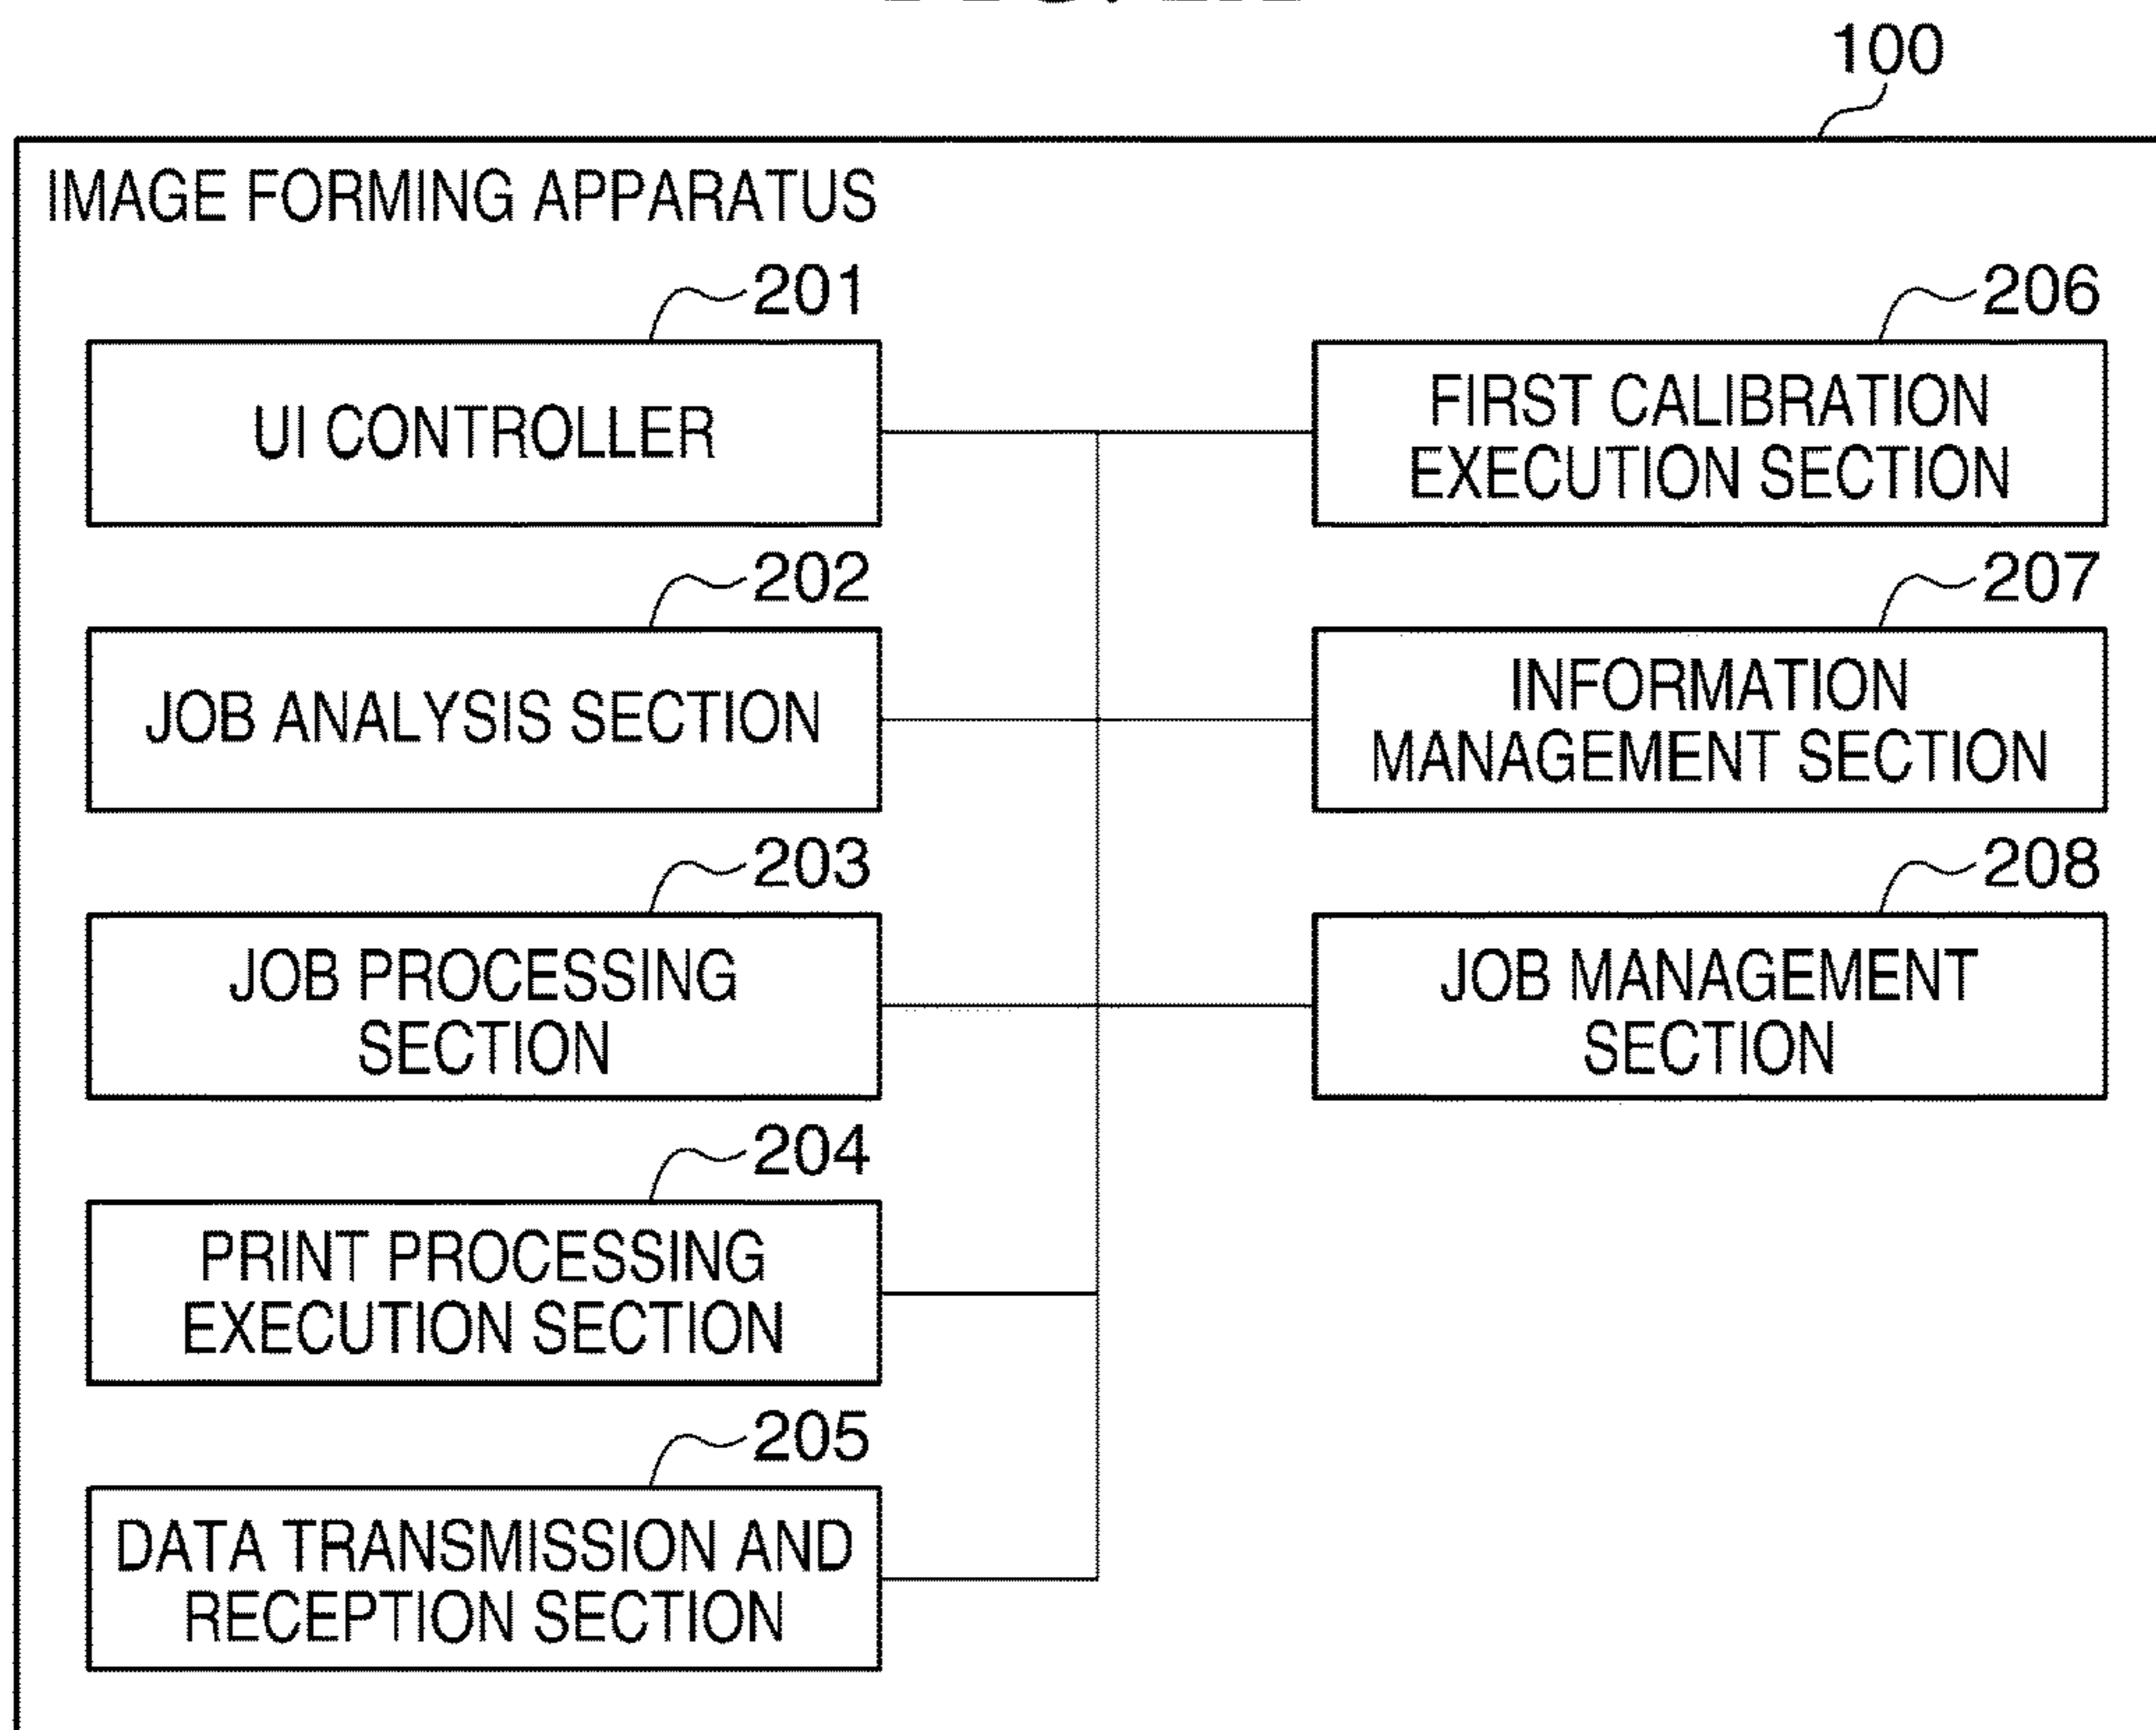 100
IMAGE FORMING APPARATUS
201
UI CONTROLLER
202
JOB ANALYSIS SECTION
203
JOB PROCESSING
SECTION
204
PRINT PROCESSING
EXECUTION SECTION
205
DATA TRANSMISSION AND
RECEPTION SECTION
206
FIRST CALIBRATION
EXECUTION SECTION
207
INFORMATION
MANAGEMENT SECTION
208
JOB MANAGEMENT
SECTION